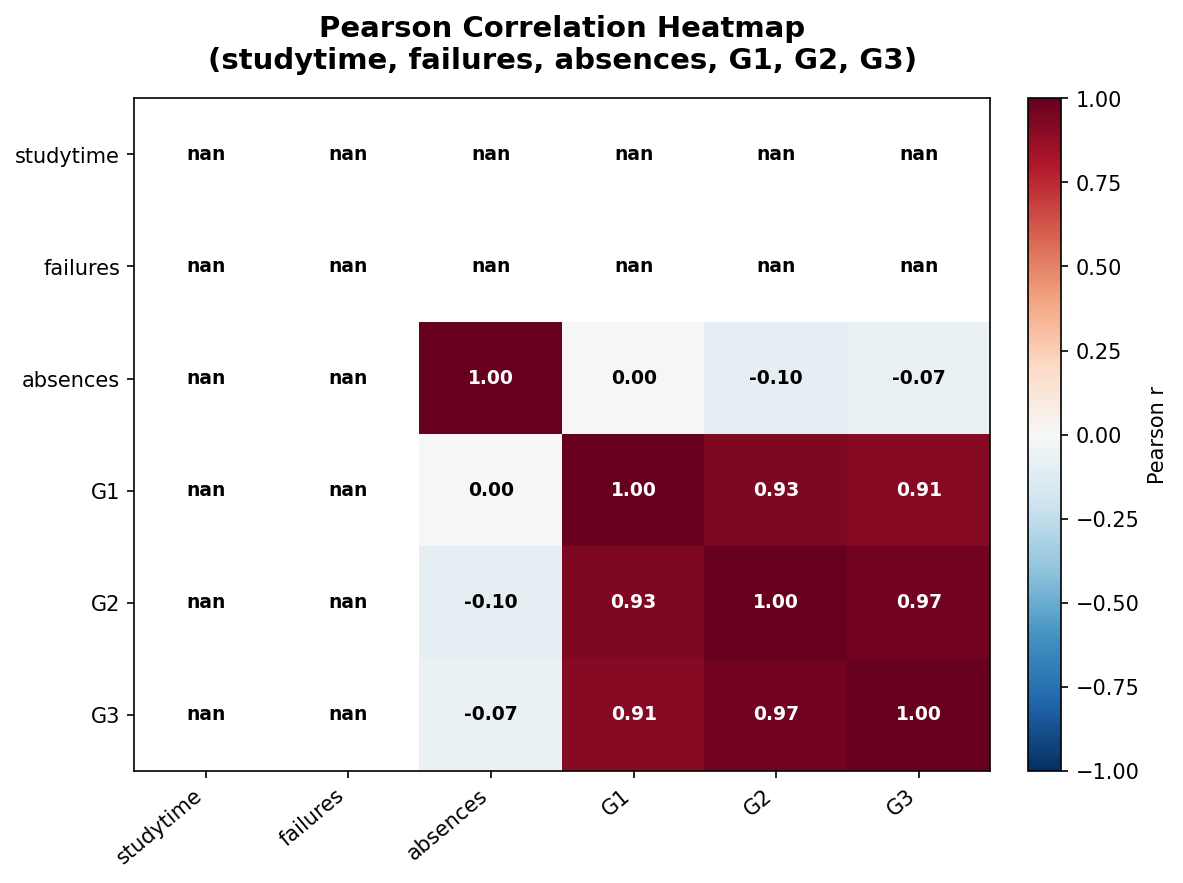 Pearson Correlation Heatmap
(studytime, failures, absences, G1, G2, G3)
studytime nan nan nan nan nan nan
failures nan nan nan nan nan nan
absences nan nan 1.00 0.00 -0.10 -0.07
G1 nan nan 0.00 1.00 0.93 0.91
G2 nan nan -0.10 0.93 1.00 0.97
G3 nan nan -0.07 0.91 0.97 1.00
studytime failures absences G1 G2 G3
1.00
0.75
0.50
0.25
0.00
−0.25
−0.50
−0.75
−1.00
Pearson r